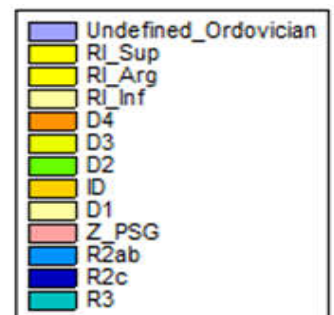 Undefined_Ordovician
RI_Sup
RI_Arg
RI_Inf
D4
D3
D2
ID
D1
Z_PSG
R2ab
R2c
R3